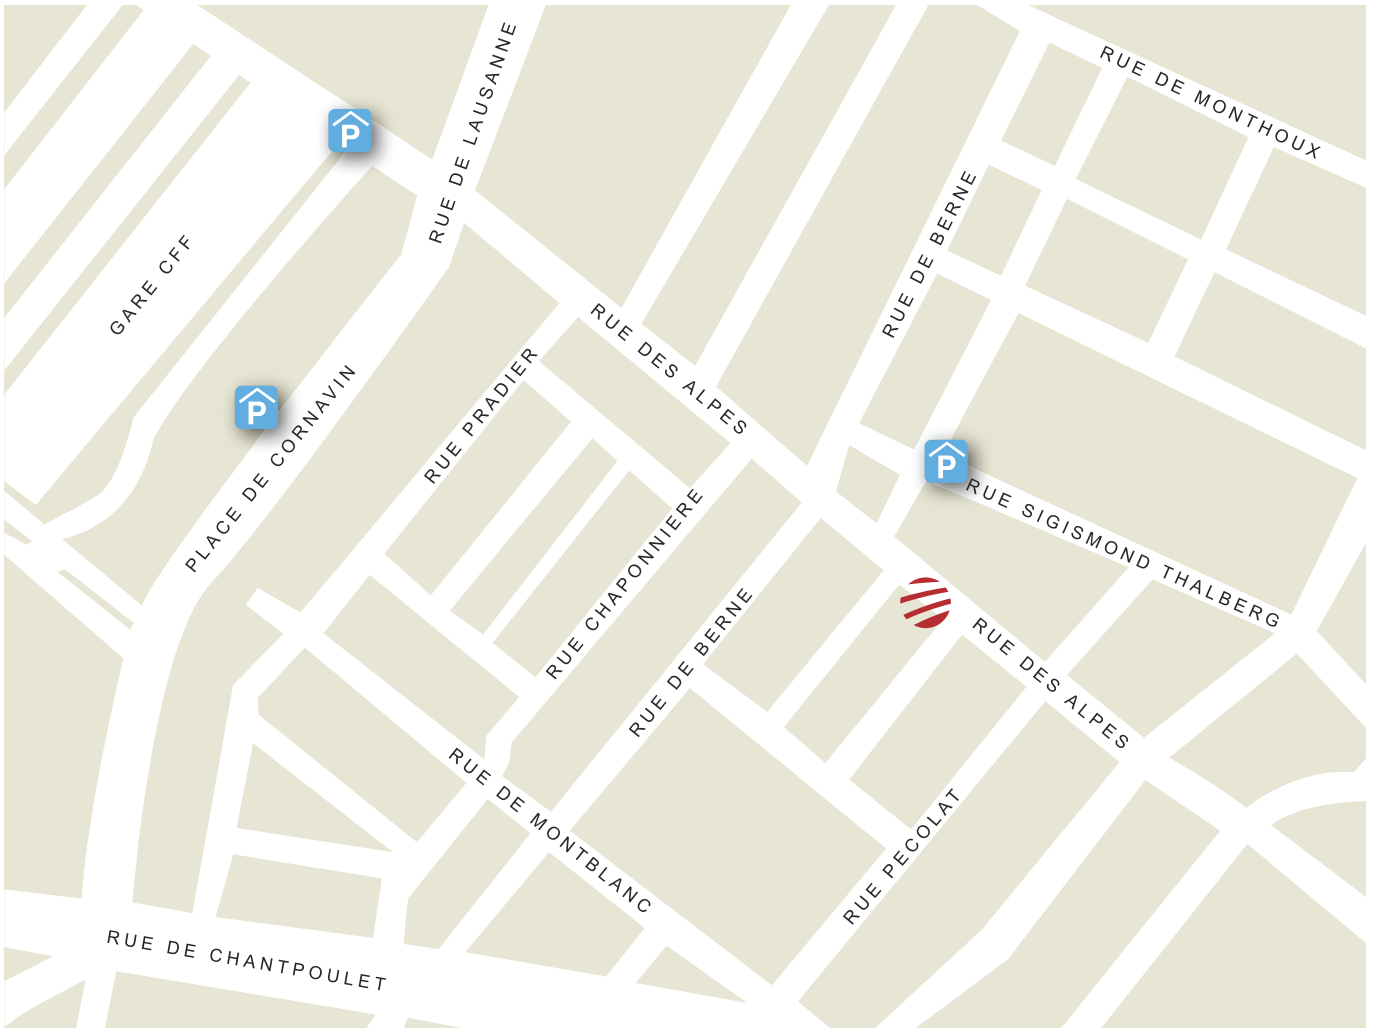 RUE DE LAUSANNE
RUE DE MONTHOUX
P
GARE CFF
RUE DE BERNE
RUE DES ALPES
RUE PRADIER
P
PLACE DE CORNAVIN
P
RUE SIGISMOND THALBERG
RUE CHAPONNIERE
RUE DE BERNE
RUE DES ALPES
RUE DE MONTBLANC
RUE PECOLAT
RUE DE CHANTPOULET